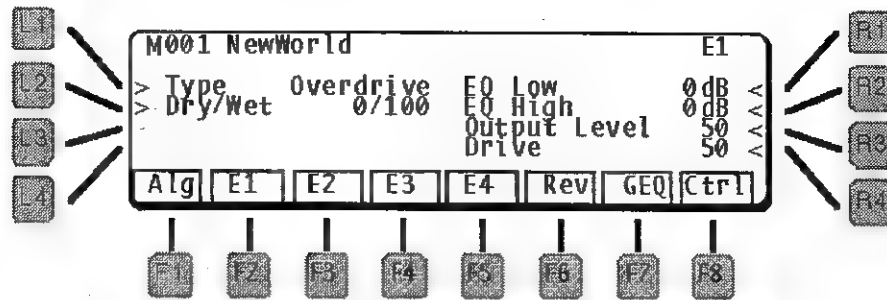 L1
R1
M001 NewWorld E1
L2
R2
> Type Overdrive EQ Low 0dB <
> Dry/Wet 0/100 EQ High 0dB <
L3
R3
Output Level 50 <
Drive 50 <
L4
R4
Alg E1 E2 E3 E4 Rev GEQ Ctrl
F1 F2 F3 F4 F5 F6 F7 F8